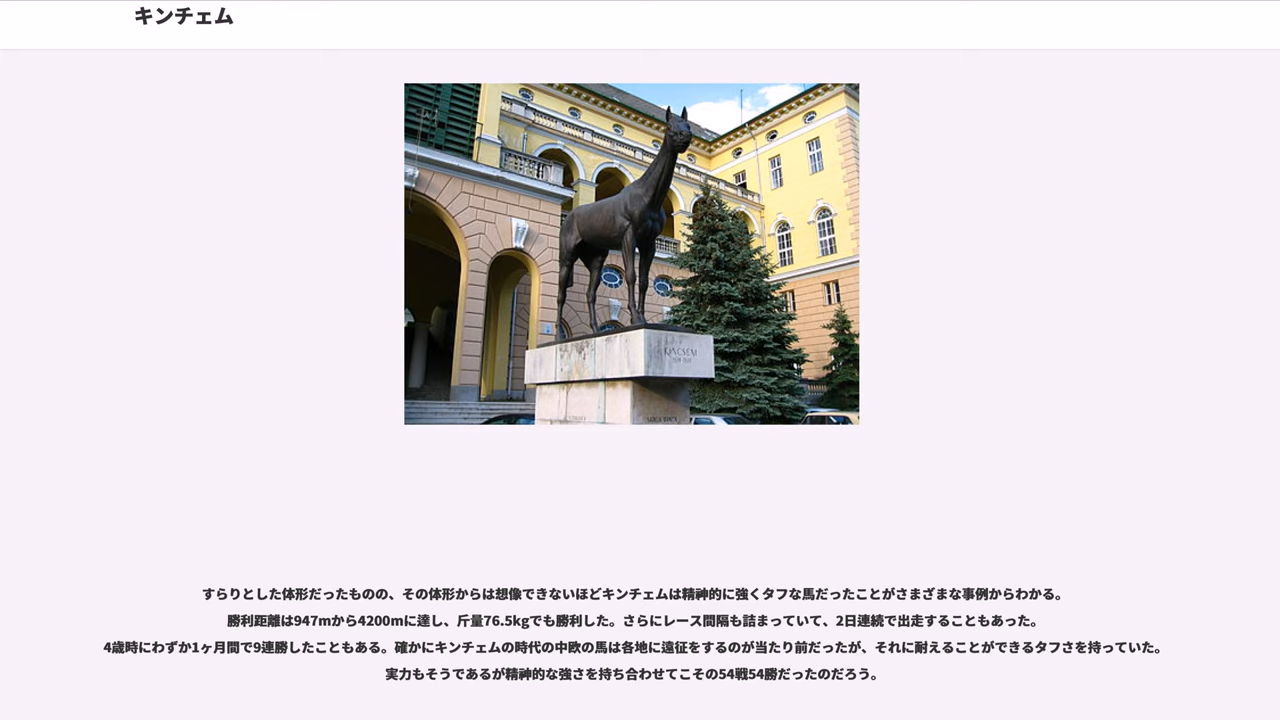 キンチェム
KINCSEM
すらりとした体形だったものの、その体形からは想像できないほどキンチェムは精神的に強くタフな馬だったことがさまざまな事例からわかる。
勝利距離は947mから4200mに達し、斤量76.5kgでも勝利した。さらにレース間隔も詰まっていて、2日連続で出走することもあった。
4歳時にわずか1ヶ月間で9連勝したこともある。確かにキンチェムの時代の中欧の馬は各地に遠征をするのが当たり前だったが、それに耐えることができるタフさを持っていた。
実力もそうであるが精神的な強さを持ち合わせてこその54戦54勝だったのだろう。